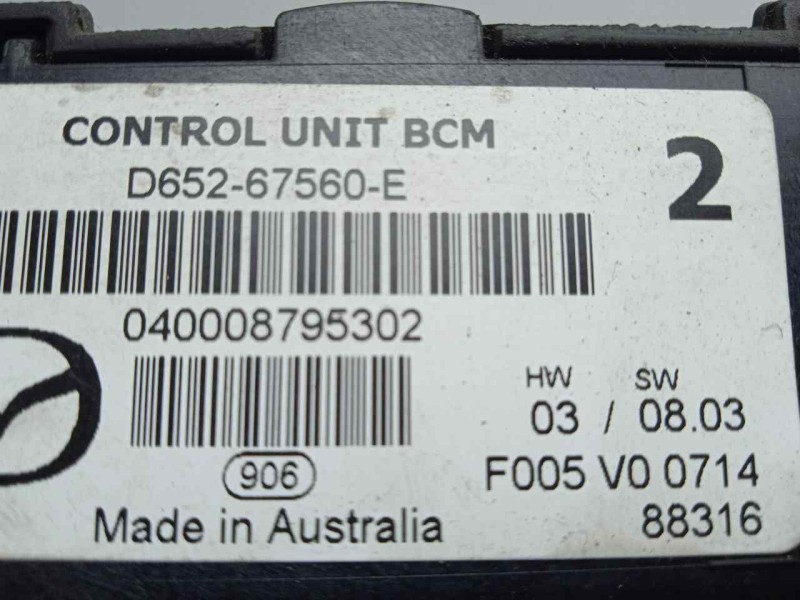 CONTROL UNIT BCM
D652-67560-E
2
040008795302
HW SW
03 / 08.03
906
F005 V0 0714
Made in Australia
88316